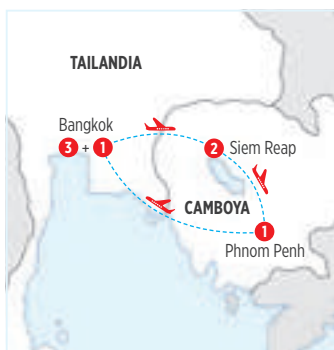 TAILANDIA
Bangkok
3 + 1
2 Siem Reap
CAMBOYA
1
Phnom Penh